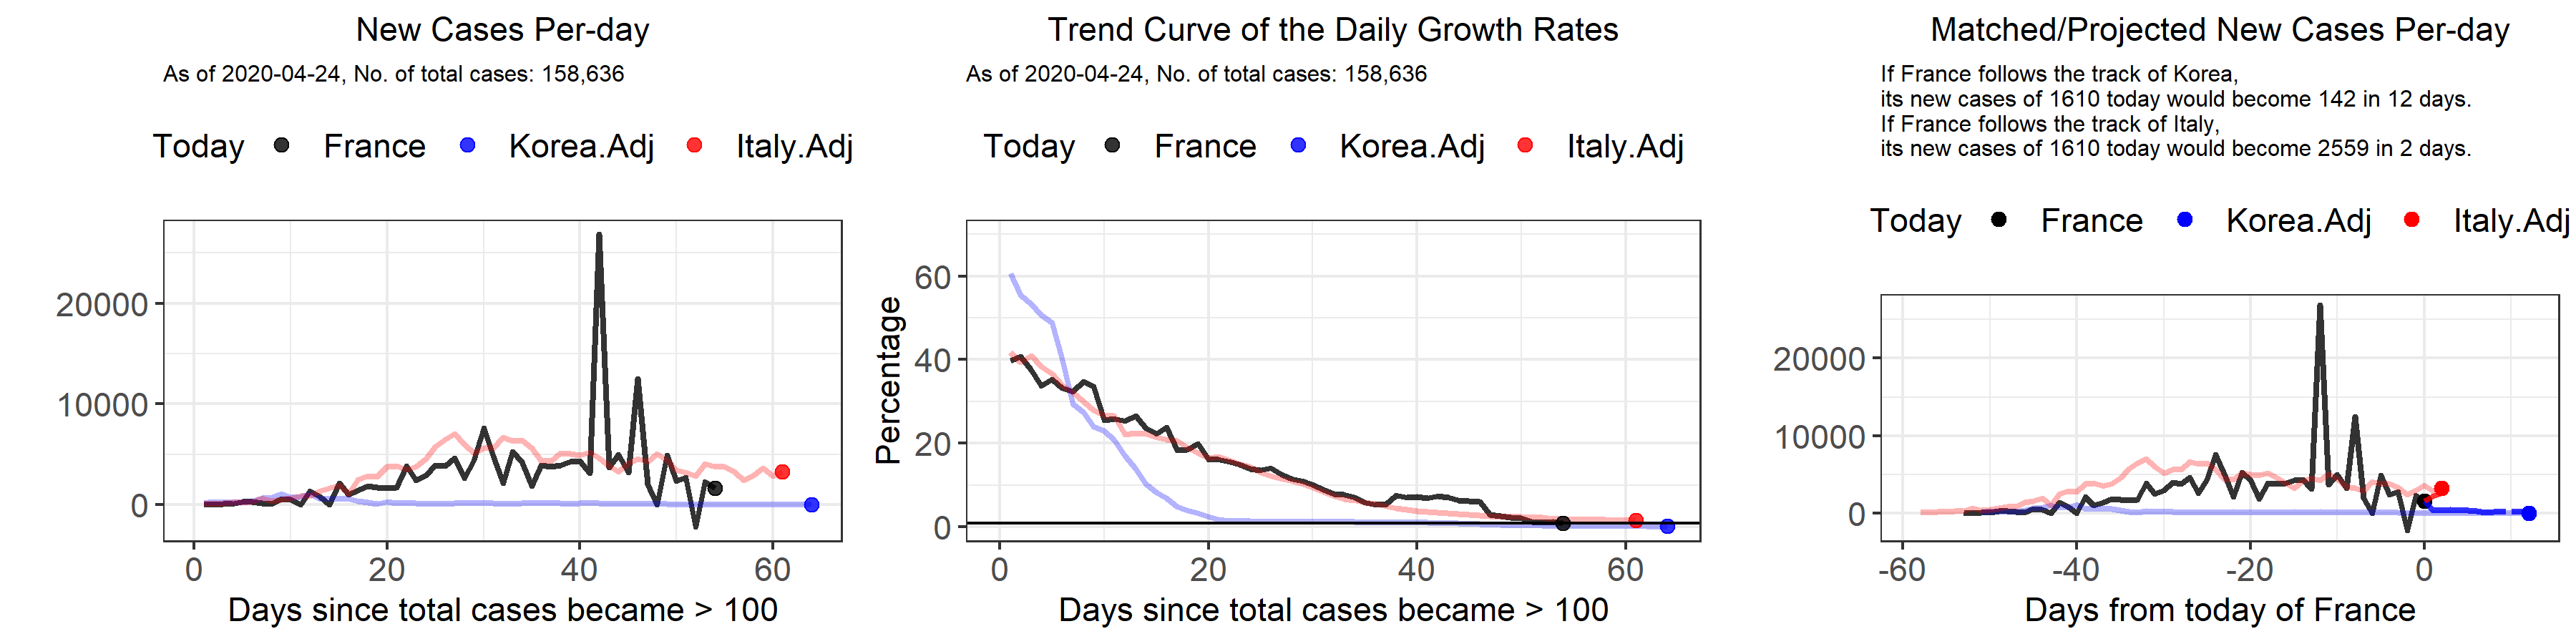 New Cases Per-day
As of 2020-04-24, No. of total cases: 158,636
Today France Korea.Adj Italy.Adj
20000
10000
0
0 20 40 60
Days since total cases became > 100
Trend Curve of the Daily Growth Rates
As of 2020-04-24, No. of total cases: 158,636
Today France Korea.Adj Italy.Adj
Percentage
60
40
20
0
0 20 40 60
Days since total cases became > 100
Matched/Projected New Cases Per-day
If France follows the track of Korea,
its new cases of 1610 today would become 142 in 12 days.
If France follows the track of Italy,
its new cases of 1610 today would become 2559 in 2 days.
Today France Korea.Adj Italy.Adj
20000
10000
0
-60 -40 -20 0
Days from today of France